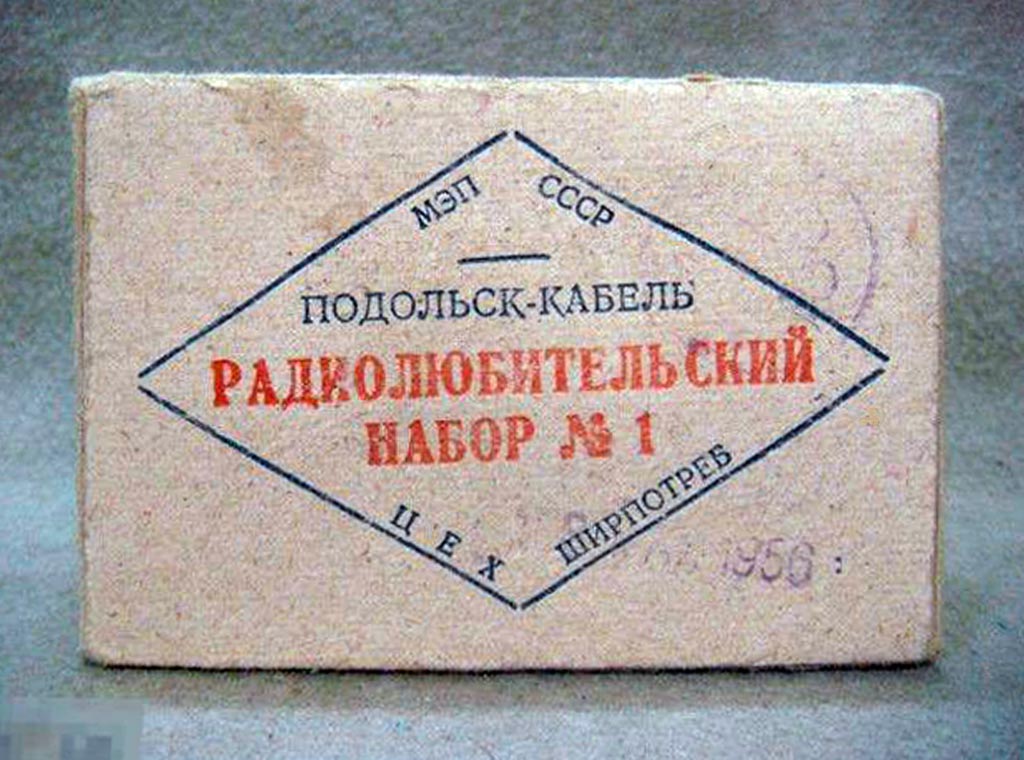 МЭП СССР
ПОДОЛЬСК-КАБЕЛЬ
РАДИОЛЮБИТЕЛЬСКИЙ
НАБОР № 1
ЦЕХ ШИРПОТРЕБ
1956